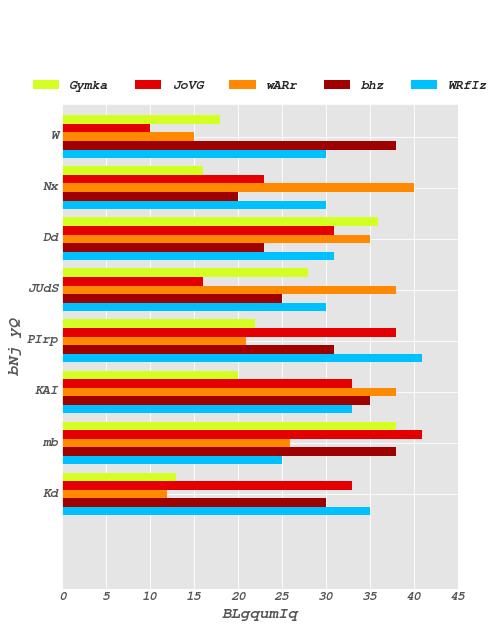 Gymka JoVG wARr bhz WRfIz
W
Nx
Dd
JUdS
PIrp
KAI
mb
Kd
bNj yQ
0 5 10 15 20 25 30 35 40 45
BLgqumIq